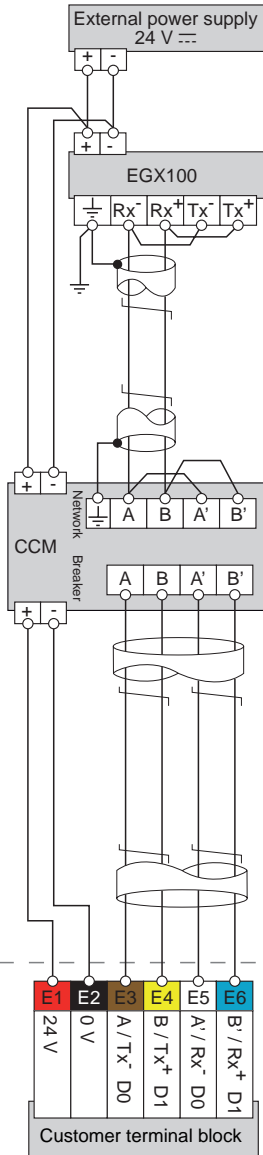 External power supply
24 V ⎓
+ -
+ -
EGX100
⏚ Rx- Rx+ Tx- Tx+
+ -
Network
⏚ A B A' B'
CCM
Breaker
A B A' B'
+ -
E1 E2 E3 E4 E5 E6
24 V
0 V
A / Tx- D0
B / Tx+ D1
A' / Rx- D0
B' / Rx+ D1
Customer terminal block